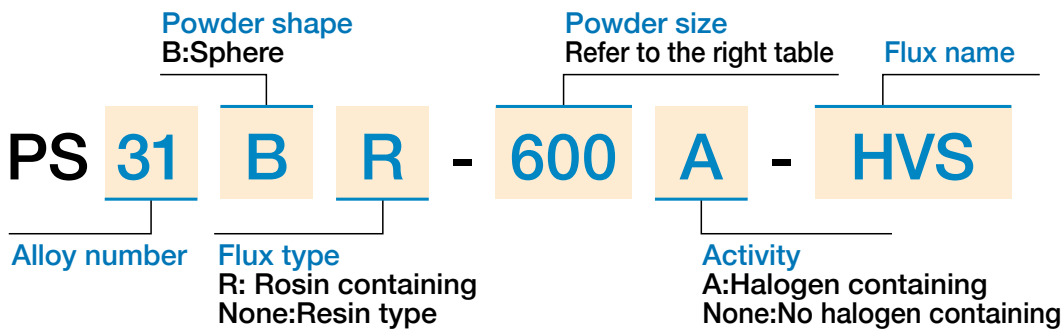 Powder shape
B:Sphere
Powder size
Refer to the right table
Flux name
PS 31 B R - 600 A - HVS
Alloy number
Flux type
R: Rosin containing
None:Resin type
Activity
A:Halogen containing
None:No halogen containing